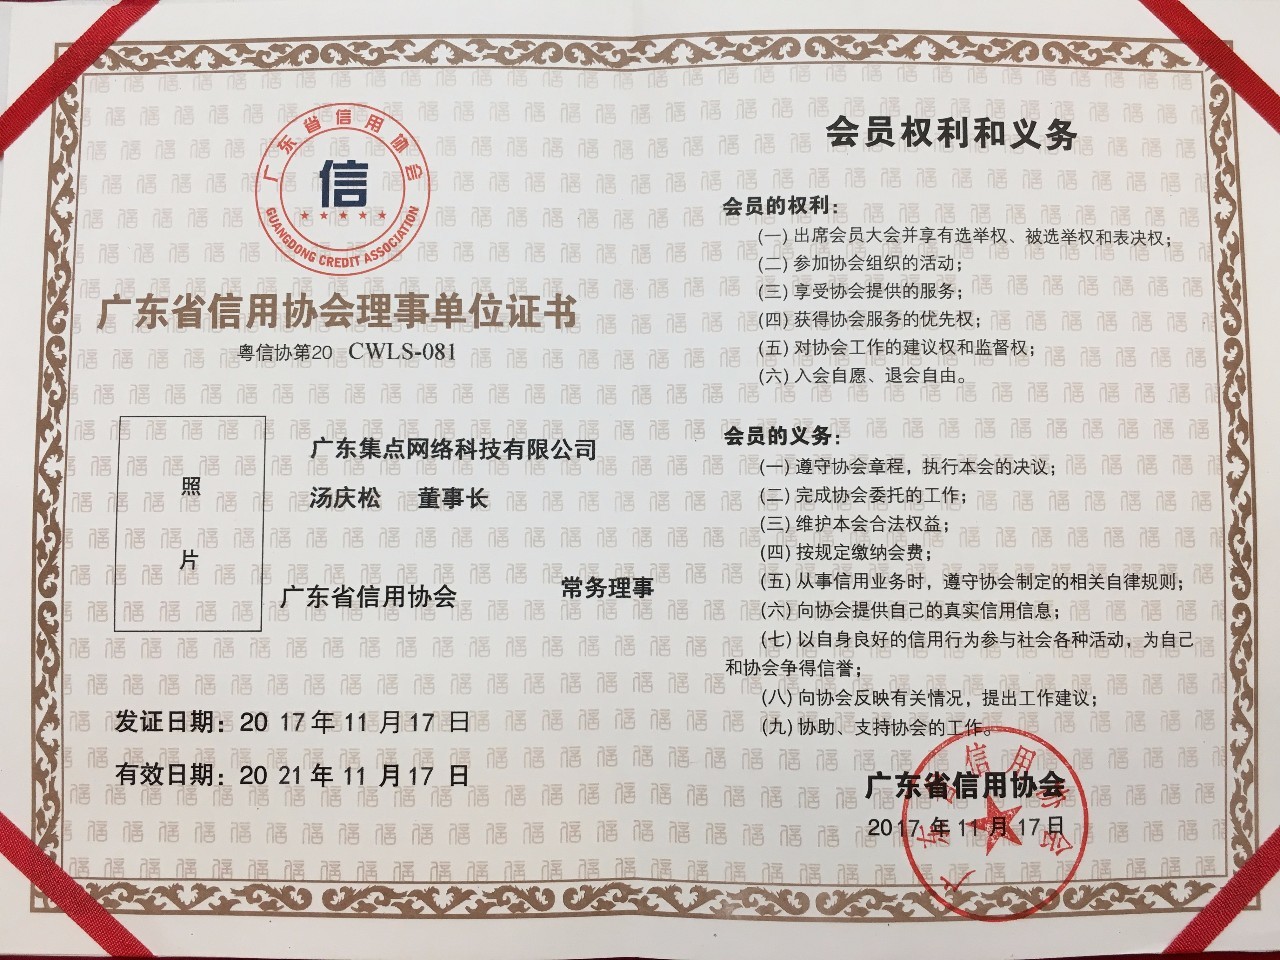 广东省信用协会
信
GUANGDONG CREDIT ASSOCIATION
广东省信用协会理事单位证书
粤信协第20 CWLS-081
照
片
广东集点网络科技有限公司
汤庆松 董事长
广东省信用协会 常务理事
发证日期：20 17 年 11 月 17 日
有效日期：20 21 年 11 月 17 日
会员权利和义务
会员的权利：
(一) 出席会员大会并享有选举权、被选举权和表决权；
(二) 参加协会组织的活动；
(三) 享受协会提供的服务；
(四) 获得协会服务的优先权；
(五) 对协会工作的建议权和监督权；
(六) 入会自愿、退会自由。
会员的义务：
(一) 遵守协会章程，执行本会的决议；
(二) 完成协会委托的工作；
(三) 维护本会合法权益；
(四) 按规定缴纳会费；
(五) 从事信用业务时，遵守协会制定的相关自律规则；
(六) 向协会提供自己的真实信用信息；
(七) 以自身良好的信用行为参与社会各种活动，为自己
和协会争得信誉；
(八) 向协会反映有关情况，提出工作建议；
(九) 协助、支持协会的工作。
广东省信用协会
2017 年 11 月 17 日
广东省信用协会